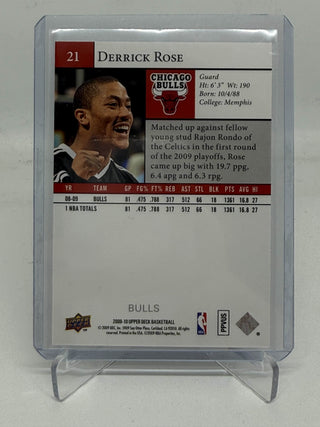 21 DERRICK ROSE
CHICAGO
BULLS
Guard
Ht: 6' 3" Wt: 190
Born: 10/4/88
College: Memphis
Matched up against fellow
young stud Rajon Rondo of
the Celtics in the first round
of the 2009 playoffs, Rose
came up big with 19.7 ppg,
6.4 apg and 6.3 rpg.
YR TEAM GP FG% FT% REB AST STL BLK PTS AVG HI
08-09 BULLS 81 .475 .788 317 512 66 18 1361 16.8 27
1 NBA TOTALS 81 .475 .788 317 512 66 18 1361 16.8 27
BULLS
2009-10 UPPER DECK BASKETBALL
UPPER DECK
NBA
PPVIUS